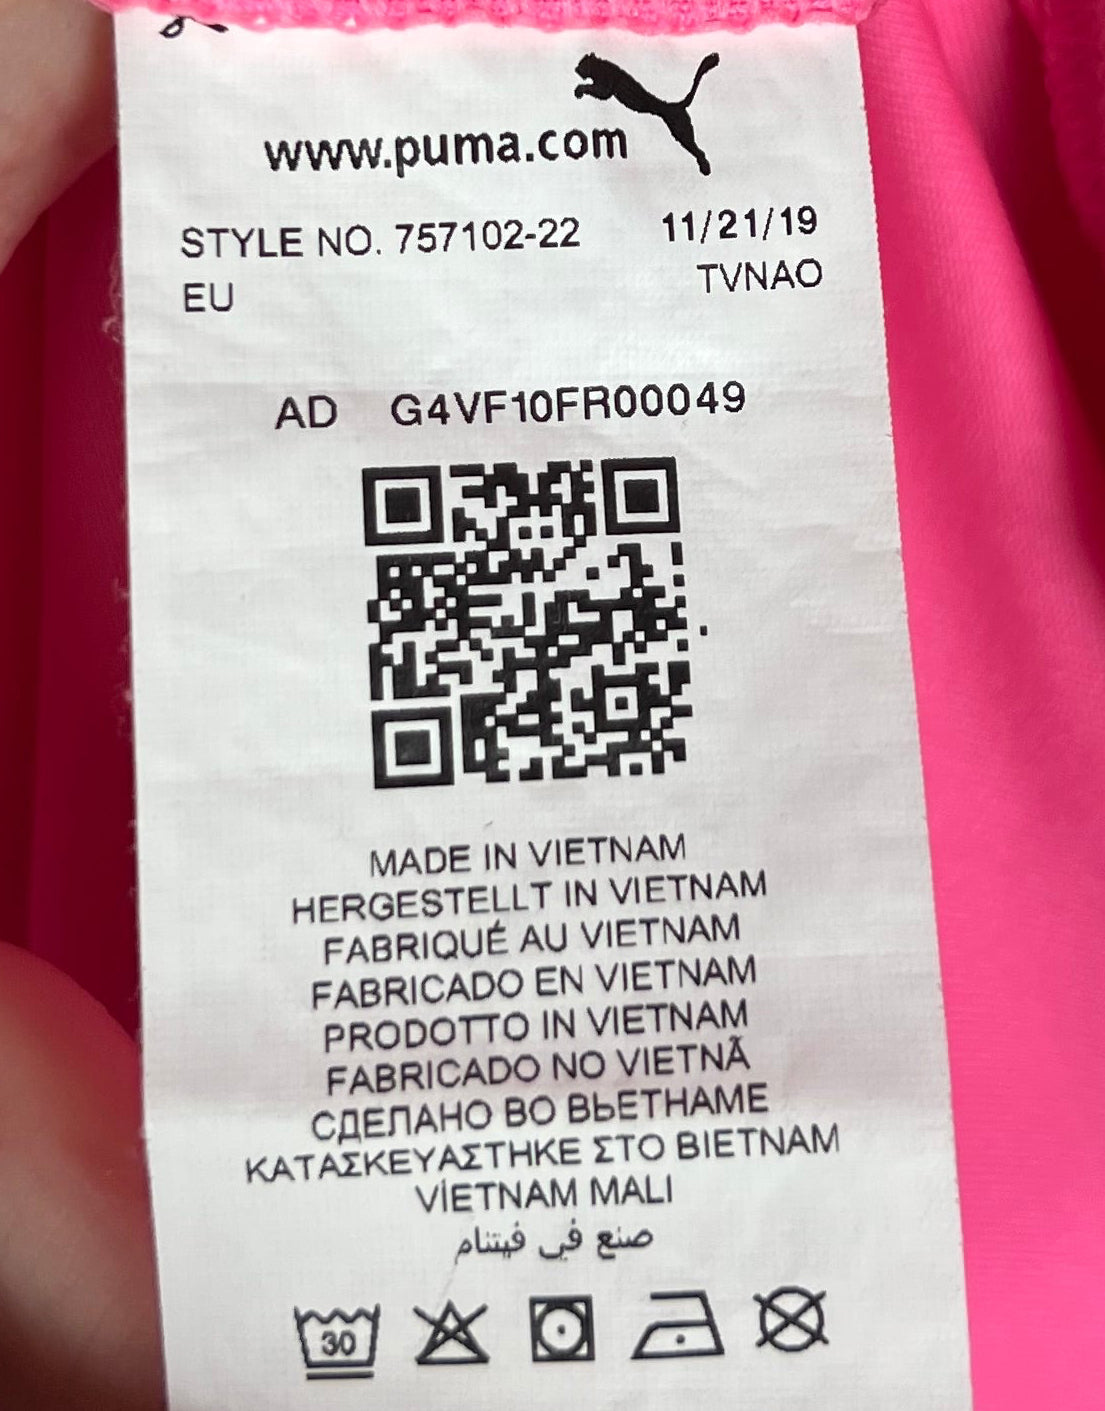 www.puma.com
STYLE NO. 757102-22 11/21/19
EU TVNAO
AD G4VF10FR00049
MADE IN VIETNAM
HERGESTELLT IN VIETNAM
FABRIQUÉ AU VIETNAM
FABRICADO EN VIETNAM
PRODOTTO IN VIETNAM
FABRICADO NO VIETNÃ
СДЕЛАНО ВО ВЬЕТНАМЕ
ΚΑΤΑΣΚΕΥΑΣΤΗΚΕ ΣΤΟ ΒΙΕΤΝΑΜ
VİETNAM MALI
صنع في فيتنام
30